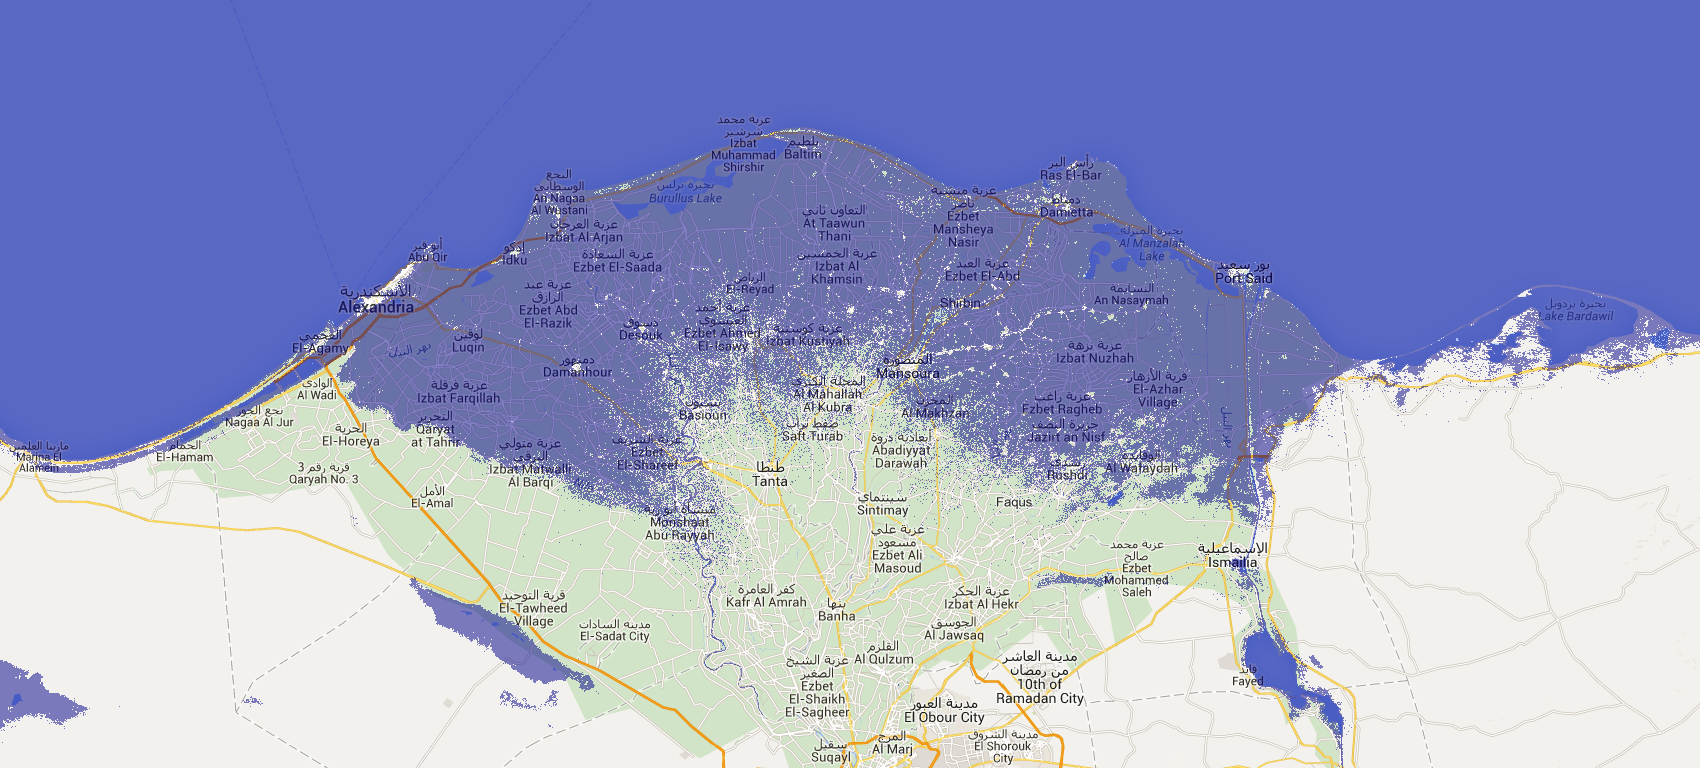 عزبة محمد
شرشير
Izbat
Muhammad
Shirshir
بلطيم
Baltim
رأس البر
Ras El-Bar
النجع
الوسطاني
An Nagaa
Al Wustani
بحيرة برلس
Burullus Lake
عزبة منسية
ناصر
Ezbet
Mansheya
Nasir
دمياط
Damietta
التعاون ثاني
At Taawun
Thani
عزبة العرجان
Izbat Al Arjan
بحيرة المنزلة
Al Manzalah
Lake
أبو قير
Abu Qir
إدكو
Idku
عزبة السعادة
Ezbet El-Saada
عزبة الخمسين
Izbat Al
Khamsin
عزبة العبد
Ezbet El-Abd
بور سعيد
Port Said
الإسكندرية
Alexandria
عزبة عبد
الرازق
Ezbet Abd
El-Razik
الرياض
El-Reyad
النسايمة
An Nasaymah
Shirbin
بحيرة بردويل
Lake Bardawil
العجمي
El-Agamy
لوقين
Luqin
دسوق
Desouk
عزبة أحمد
العيسوي
Ezbet Ahmed
El-Isawy
عزبة كوستية
Izbat Kustiyah
عزبة نزهة
Izbat Nuzhah
دمنهور
Damanhour
المنصورة
Mansoura
الوادى
Al Wadi
عزبة فرقلة
Izbat Farqillah
المحلة الكبرى
Al Mahallah
Al Kubra
قرية الأزهار
El-Azhar
Village
نجع الجور
Nagaa Al Jur
التحرير
Qaryat
at Tahrir
بسيون
Basioun
المخزن
Al Makhzan
عزبة راغب
Ezbet Ragheb
الحرية
El-Horeya
صفط تراب
Saft Turab
جزيرة النصف
Jazirt an Nisf
مارينا العلمين
Marina El
Alamein
الحمام
El-Hamam
عزبة متولي
البرقي
Izbat Matwalli
Al Barqi
عزبة الشريف
Ezbet
El-Shareef
أبعادية دروة
Abadiyyat
Darawah
قرية رقم 3
Qaryah No. 3
طنطا
Tanta
رشدي
Rushdi
الوفايدة
Al Wafaydah
الأمل
El-Amal
سينتماي
Sintimay
Faqus
منشأة أبو رية
Monshaat
Abu Rayyah
عزبة علي
مسعود
Ezbet Ali
Masoud
عزبة محمد
صالح
Ezbet
Mohammed
Saleh
الإسماعيلية
Ismailia
قرية التوحيد
El-Tawheed
Village
كفر العامرة
Kafr Al Amrah
بنها
Banha
عزبة الحكر
Izbat Al Hekr
مدينه السادات
El-Sadat City
الجوسق
Al Jawsaq
القلزم
Al Qulzum
عزبة الشيخ
الصغير
Ezbet
El-Shaikh
El-Sagheer
مدينة العاشر
من رمضان
10th of
Ramadan City
فايد
Fayed
مدينة العبور
El Obour City
سقيل
Suqayl
المرج
Al Marj
مدينة الشروق
El Shorouk
City